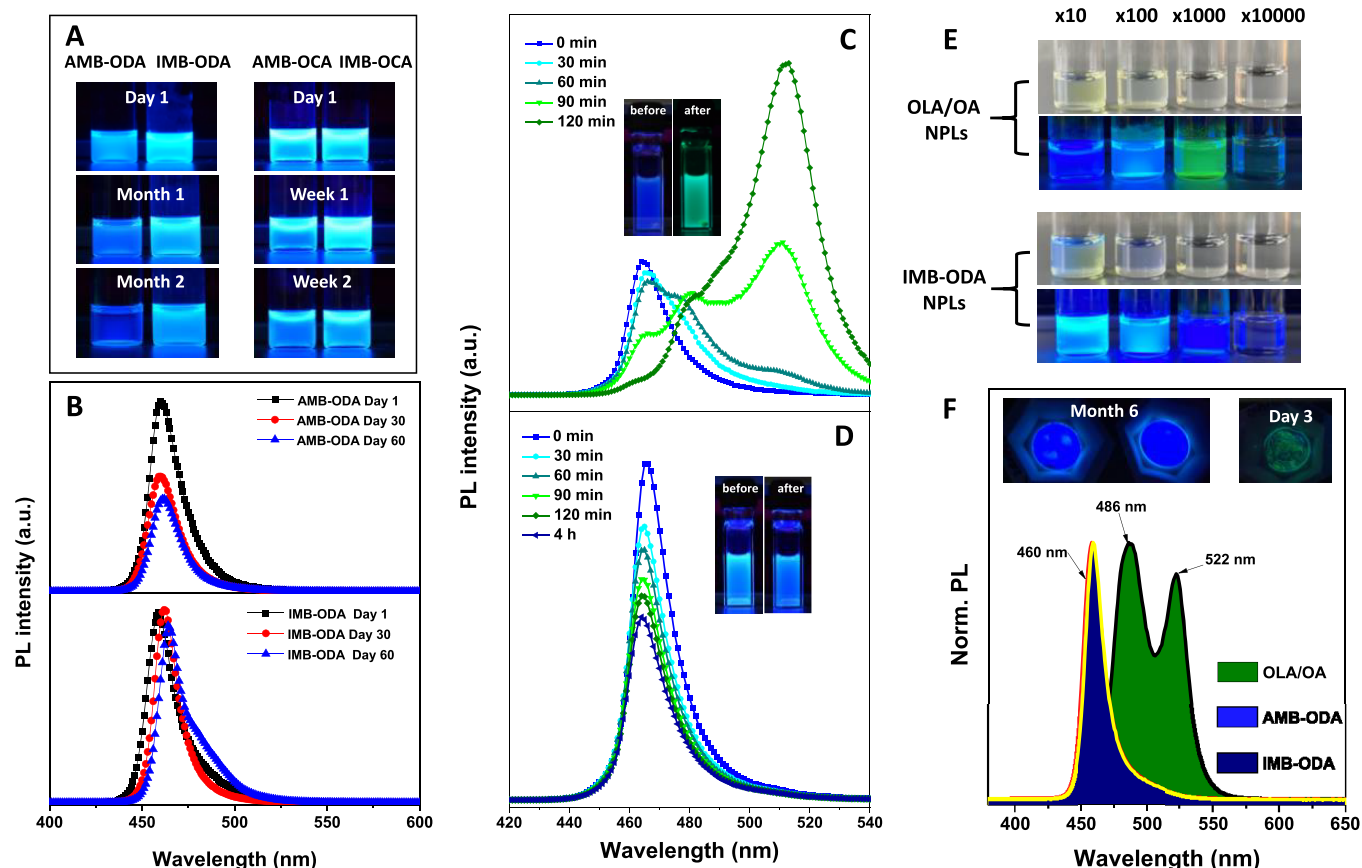 A
AMB-ODA IMB-ODA
AMB-OCA IMB-OCA
Day 1
Day 1
Month 1
Week 1
Month 2
Week 2
B
AMB-ODA Day 1
AMB-ODA Day 30
AMB-ODA Day 60
IMB-ODA Day 1
IMB-ODA Day 30
IMB-ODA Day 60
PL intensity (a.u.)
400 450 500 550 600
Wavelength (nm)
C
0 min
30 min
60 min
90 min
120 min
before after
D
0 min
30 min
60 min
90 min
120 min
4 h
before after
PL intensity (a.u.)
420 440 460 480 500 520 540
Wavelength (nm)
E
x10 x100 x1000 x10000
OLA/OA
NPLs
IMB-ODA
NPLs
F
Month 6
Day 3
486 nm
460 nm
522 nm
OLA/OA
AMB-ODA
IMB-ODA
Norm. PL
400 450 500 550 600 650
Wavelength (nm)